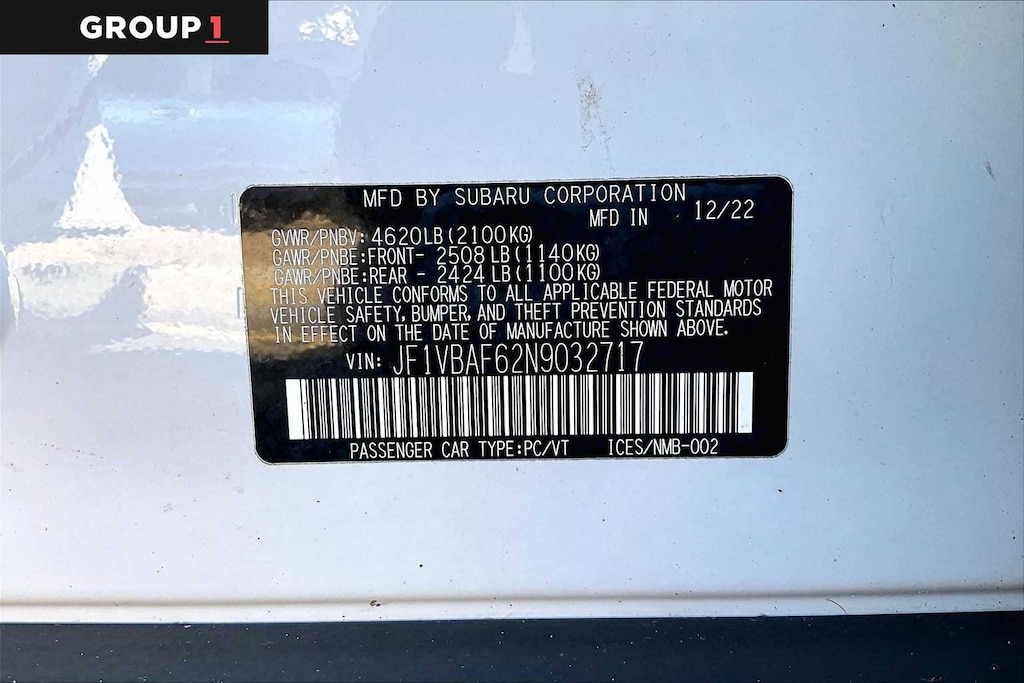 GROUP 1
MFD BY SUBARU CORPORATION
MFD IN 12/22
GVWR/PNBV: 4620LB(2100KG)
GAWR/PNBE:FRONT- 2508LB(1140KG)
GAWR/PNBE:REAR - 2424LB(1100KG)
THIS VEHICLE CONFORMS TO ALL APPLICABLE FEDERAL MOTOR
VEHICLE SAFETY, BUMPER, AND THEFT PREVENTION STANDARDS
IN EFFECT ON THE DATE OF MANUFACTURE SHOWN ABOVE.
VIN: JF1VBAF62N9032717
PASSENGER CAR TYPE:PC/VT ICES/NMB-002